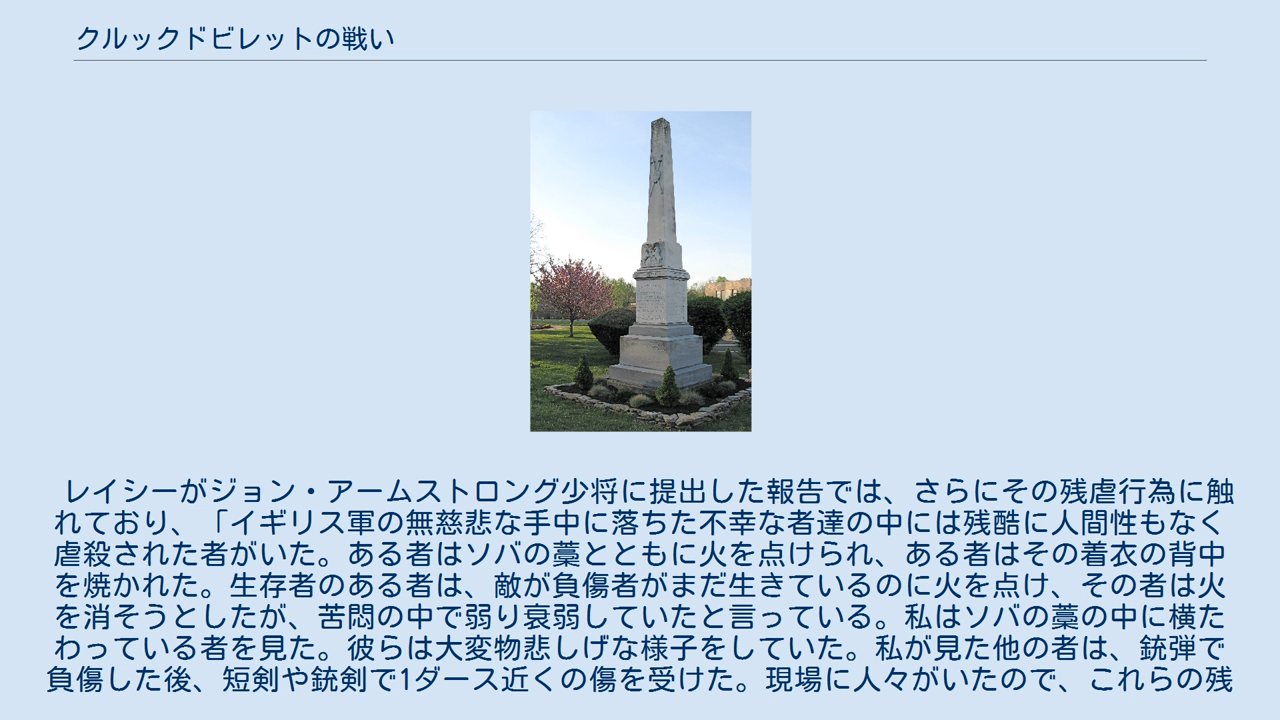 クルックドビレットの戦い
レイシーがジョン・アームストロング少将に提出した報告では、さらにその残虐行為に触
れており、「イギリス軍の無慈悲な手中に落ちた不幸な者達の中には残酷に人間性もなく
虐殺された者がいた。ある者はソバの藁とともに火を点けられ、ある者はその着衣の背中
を焼かれた。生存者のある者は、敵が負傷者がまだ生きているのに火を点け、その者は火
を消そうとしたが、苦悶の中で弱り衰弱していたと言っている。私はソバの藁の中に横た
わっている者を見た。彼らは大変物悲しげな様子をしていた。私が見た他の者は、銃弾で
負傷した後、短剣や銃剣で1ダース近くの傷を受けた。現場に人々がいたので、これらの残